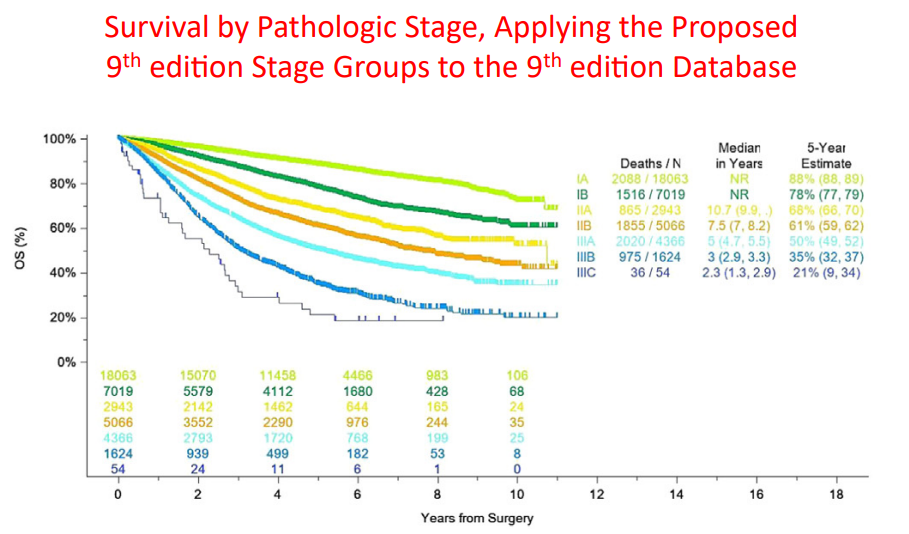 Survival by Pathologic Stage, Applying the Proposed
9th edition Stage Groups to the 9th edition Database
Deaths / N Median in Years 5-Year Estimate
IA 2088 / 18063 NR 88% (88, 89)
IB 1516 / 7019 NR 78% (77, 79)
IIA 865 / 2943 10.7 (9.9, .) 68% (66, 70)
IIB 1855 / 5066 7.5 (7, 8.2) 61% (59, 62)
IIIA 2020 / 4366 5 (4.7, 5.5) 50% (49, 52)
IIIB 975 / 1624 3 (2.9, 3.3) 35% (32, 37)
IIIC 36 / 54 2.3 (1.3, 2.9) 21% (9, 34)
OS (%)
100%
80%
60%
40%
20%
0%
18063 15070 11458 4466 983 106
7019 5579 4112 1680 428 68
2943 2142 1462 644 165 24
5066 3552 2290 976 244 35
4366 2793 1720 768 199 25
1624 939 499 182 53 8
54 24 11 6 1 0
0 2 4 6 8 10 12 14 16 18
Years from Surgery